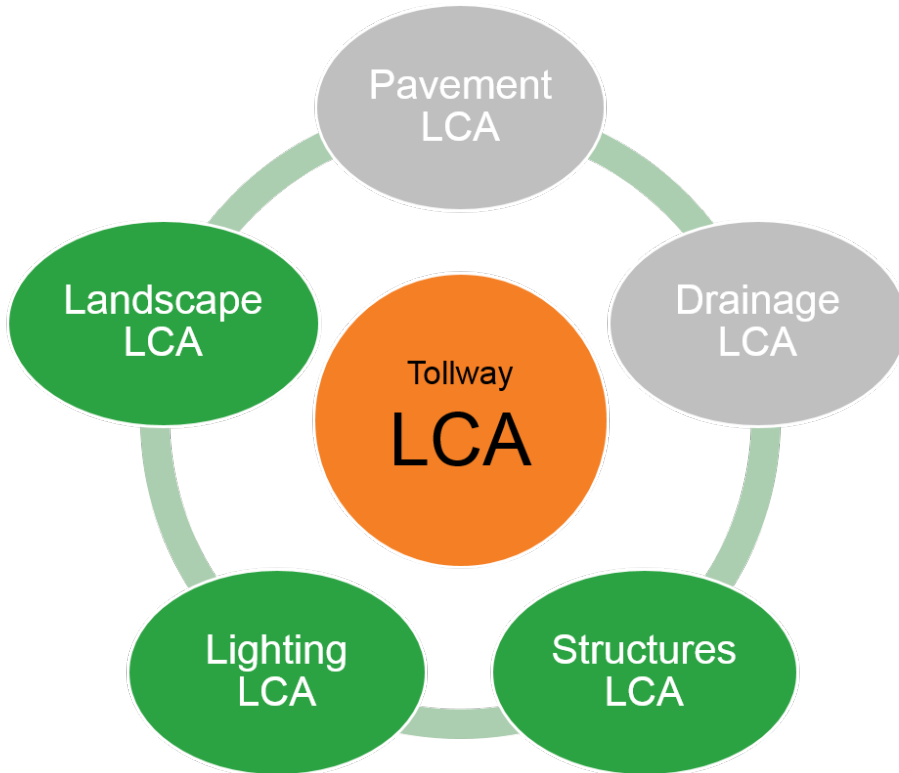 Pavement
LCA
Landscape
LCA
Drainage
LCA
Tollway
LCA
Lighting
LCA
Structures
LCA